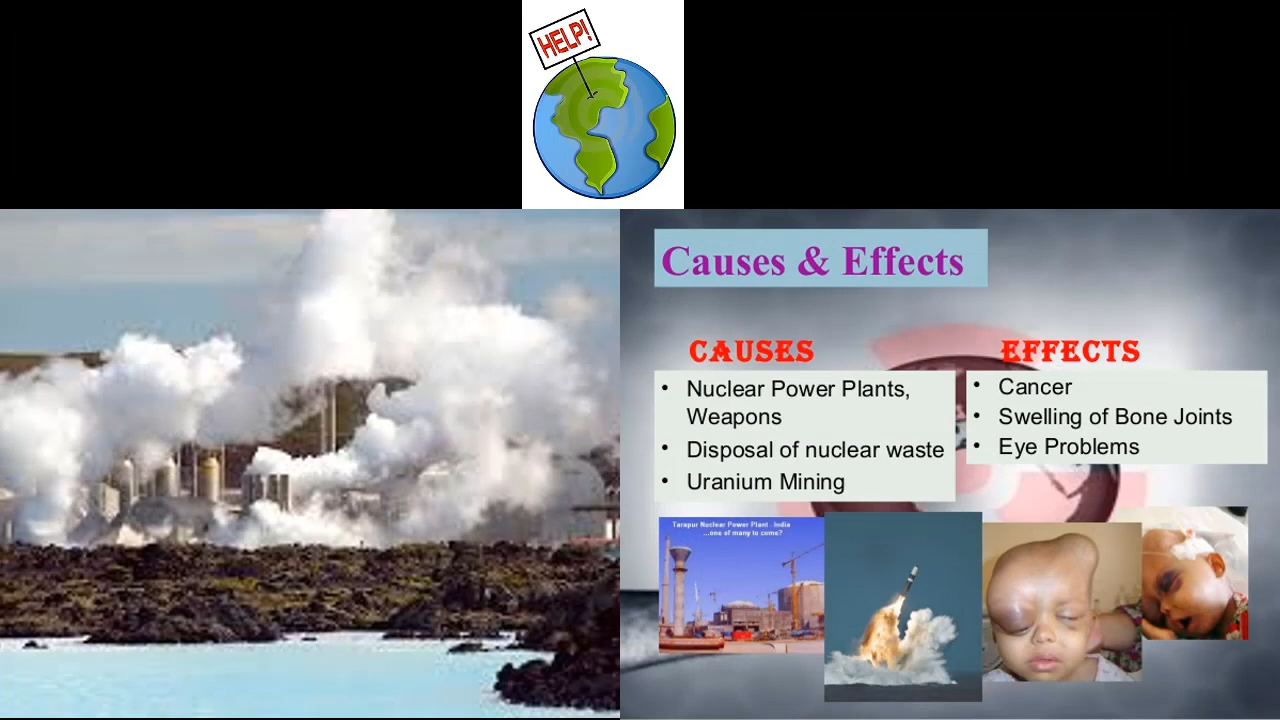 HELP!
Causes & Effects
CAUSES
EFFECTS
• Nuclear Power Plants,
Weapons
• Disposal of nuclear waste
• Uranium Mining
• Cancer
• Swelling of Bone Joints
• Eye Problems
Tarapur Nuclear Power Plant - India
...one of many to come?